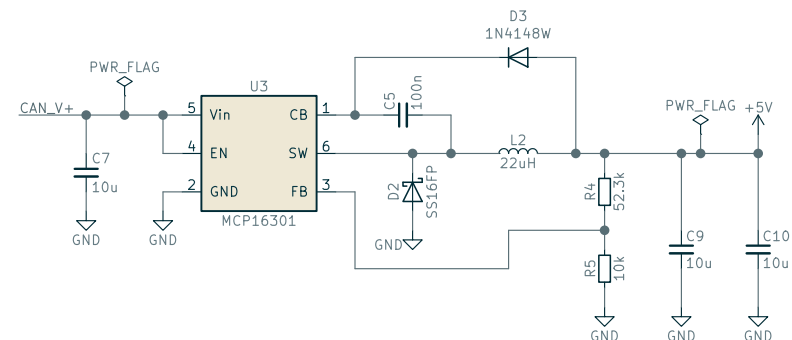 D3
1N4148W
PWR_FLAG
U3
C5
100n
CAN_V+
5
Vin
CB
1
PWR_FLAG
+5V
4
EN
SW
6
L2
22uH
C7
10u
2
GND
FB
3
D2
SS16FP
R4
52.3k
MCP16301
GND
GND
GND
C9
10u
C10
10u
R5
10k
GND
GND
GND